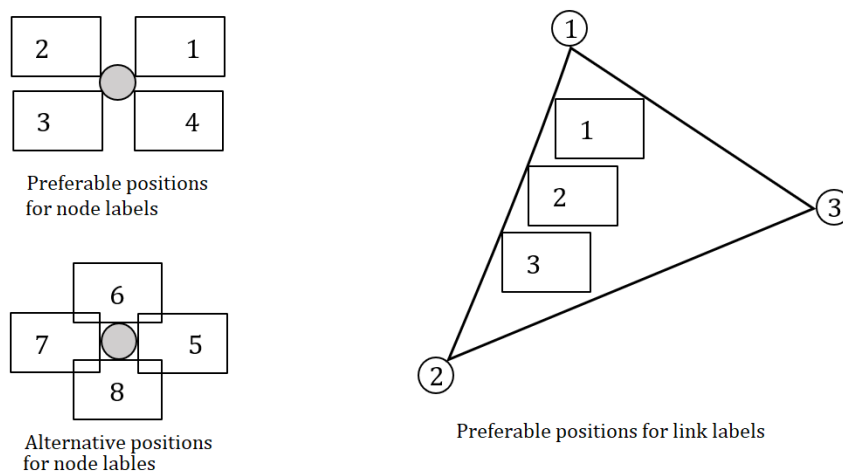 2
1
3
4
Preferable positions
for node labels
6
7
5
8
Alternative positions
for node lables
1
1
2
3
3
2
Preferable positions for link labels